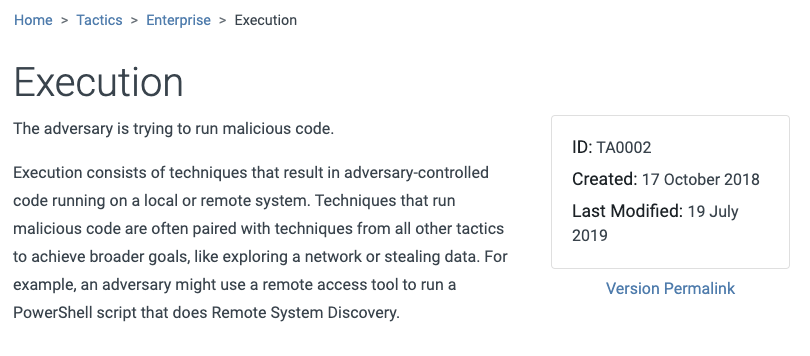 Home > Tactics > Enterprise > Execution
Execution
The adversary is trying to run malicious code.
Execution consists of techniques that result in adversary-controlled
code running on a local or remote system. Techniques that run
malicious code are often paired with techniques from all other tactics
to achieve broader goals, like exploring a network or stealing data. For
example, an adversary might use a remote access tool to run a
PowerShell script that does Remote System Discovery.
ID: TA0002
Created: 17 October 2018
Last Modified: 19 July
2019
Version Permalink